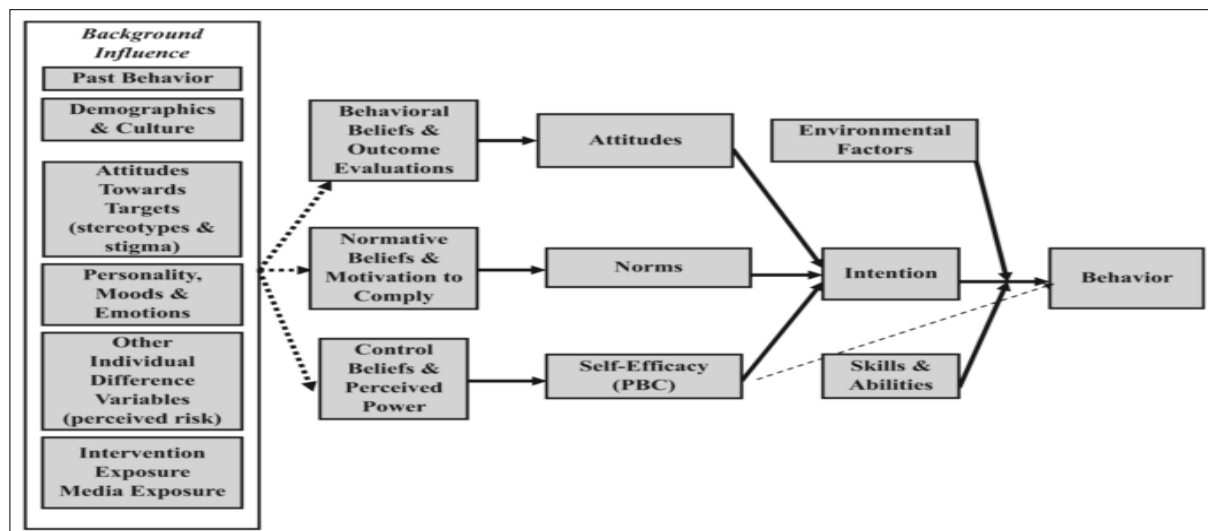 Background
Influence
Past Behavior
Demographics
& Culture
Attitudes
Towards
Targets
(stereotypes &
stigma)
Personality,
Moods &
Emotions
Other
Individual
Difference
Variables
(perceived risk)
Intervention
Exposure
Media Exposure
Behavioral
Beliefs &
Outcome
Evaluations
Normative
Beliefs &
Motivation to
Comply
Control
Beliefs &
Perceived
Power
Attitudes
Norms
Self-Efficacy
(PBC)
Environmental
Factors
Intention
Skills &
Abilities
Behavior